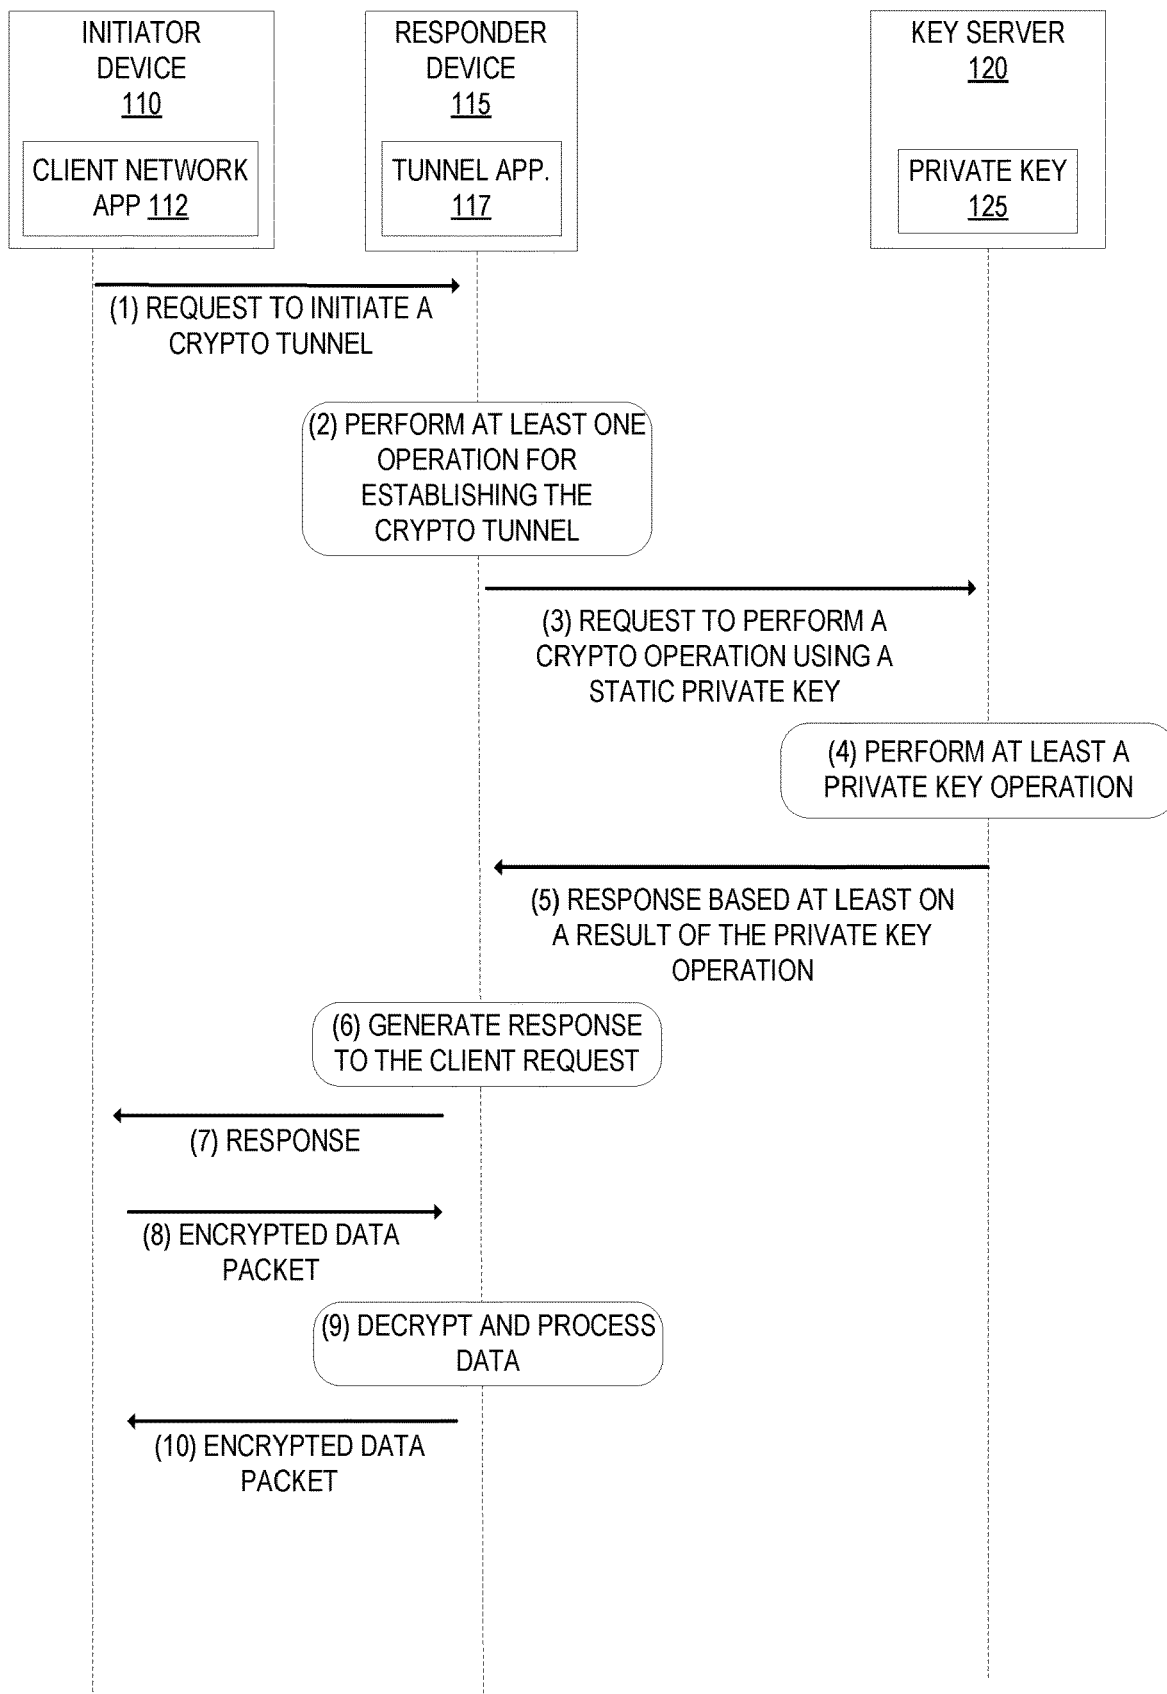 INITIATOR
DEVICE
110
CLIENT NETWORK
APP 112
RESPONDER
DEVICE
115
TUNNEL APP.
117
KEY SERVER
120
PRIVATE KEY
125
(1) REQUEST TO INITIATE A
CRYPTO TUNNEL
(2) PERFORM AT LEAST ONE
OPERATION FOR
ESTABLISHING THE
CRYPTO TUNNEL
(3) REQUEST TO PERFORM A
CRYPTO OPERATION USING A
STATIC PRIVATE KEY
(4) PERFORM AT LEAST A
PRIVATE KEY OPERATION
(5) RESPONSE BASED AT LEAST ON
A RESULT OF THE PRIVATE KEY
OPERATION
(6) GENERATE RESPONSE
TO THE CLIENT REQUEST
(7) RESPONSE
(8) ENCRYPTED DATA
PACKET
(9) DECRYPT AND PROCESS
DATA
(10) ENCRYPTED DATA
PACKET